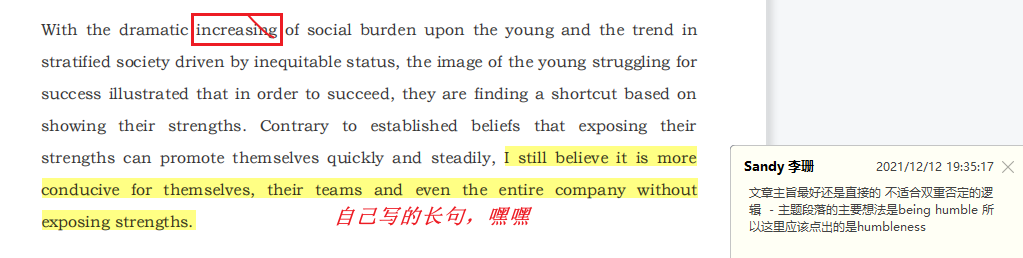 With the dramatic increasing of social burden upon the young and the trend in
stratified society driven by inequitable status, the image of the young struggling for
success illustrated that in order to succeed, they are finding a shortcut based on
showing their strengths. Contrary to established beliefs that exposing their
strengths can promote themselves quickly and steadily, I still believe it is more
conducive for themselves, their teams and even the entire company without
exposing strengths.
自己写的长句，嘿嘿
Sandy 李珊 2021/12/12 19:35:17
文章主旨最好还是直接的 不适合双重否定的逻
辑 - 主题段落的主要想法是being humble 所
以这里应该点出的是humbleness